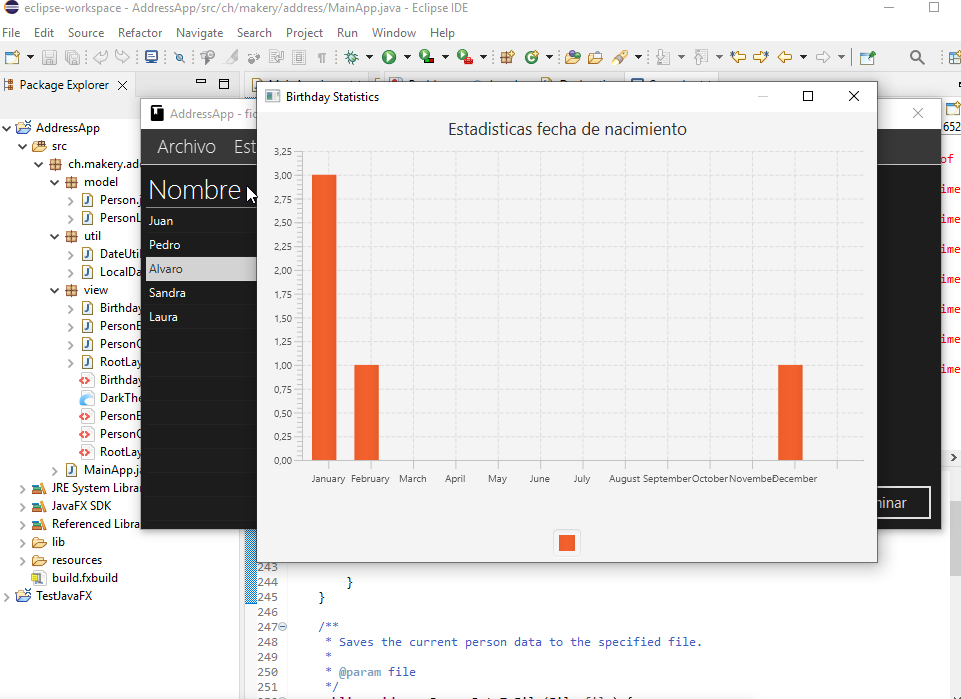 eclipse-workspace - AddressApp/src/ch/makery/address/MainApp.java - Eclipse IDE
File Edit Source Refactor Navigate Search Project Run Window Help
Package Explorer
AddressApp
src
ch.makery.ad
model
Person.
PersonL
util
DateUtil
LocalDa
view
Birthday
PersonE
PersonO
RootLay
Birthday
DarkThe
PersonE
PersonO
RootLay
MainApp.ja
JRE System Librar
JavaFX SDK
Referenced Libra
lib
resources
build.fxbuild
TestJavaFX
AddressApp - fic
Archivo Est
Nombre
Juan
Pedro
Alvaro
Sandra
Laura
minar
Birthday Statistics
Estadisticas fecha de nacimiento
3,25
3,00
2,75
2,50
2,25
2,00
1,75
1,50
1,25
1,00
0,75
0,50
0,25
0,00
January February March April May June July August September October November December
652
of
ime
ime
ime
ime
ime
ime
ime
243
244 }
245 }
246
247 /**
248 * Saves the current person data to the specified file.
249 *
250 * @param file
251 */